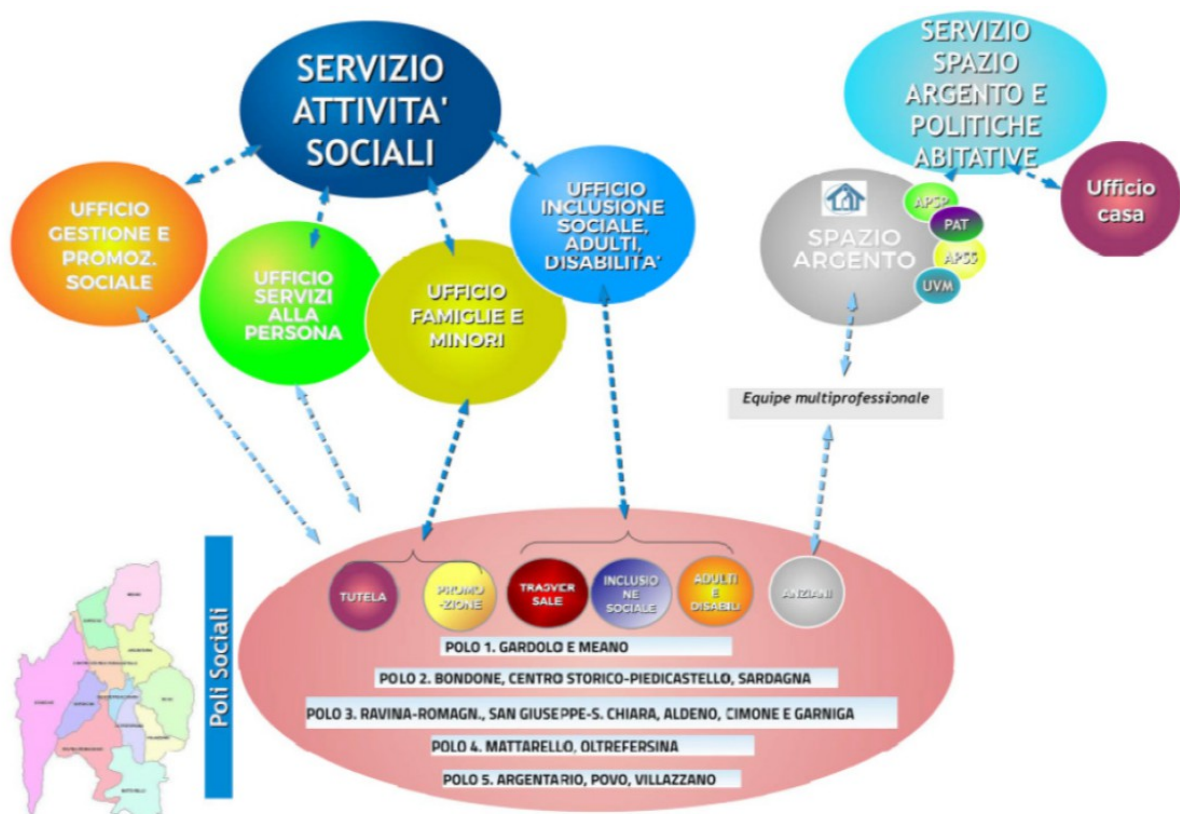 SERVIZIO
ATTIVITA'
SOCIALI
SERVIZIO
SPAZIO
ARGENTO E
POLITICHE
ABITATIVE
UFFICIO
GESTIONE E
PROMOZ.
SOCIALE
UFFICIO
SERVIZI
ALLA
PERSONA
UFFICIO
FAMIGLIE E
MINORI
UFFICIO
INCLUSIONE
SOCIALE,
ADULTI,
DISABILITA'
SPAZIO
ARGENTO
APSP
PAT
APSS
UVM
Ufficio
casa
Equipe multiprofessionale
Poli Sociali
TUTELA
PROMO
-ZIONE
TRASVER
SALE
INCLUSIO
NE
SOCIALE
ADULTI
E
DISABILI
ANZIANI
POLO 1. GARDOLO E MEANO
POLO 2. BONDONE, CENTRO STORICO-PIEDICASTELLO, SARDAGNA
POLO 3. RAVINA-ROMAGN., SAN GIUSEPPE-S. CHIARA, ALDENO, CIMONE E GARNIGA
POLO 4. MATTARELLO, OLTREFERSINA
POLO 5. ARGENTARIO, POVO, VILLAZZANO